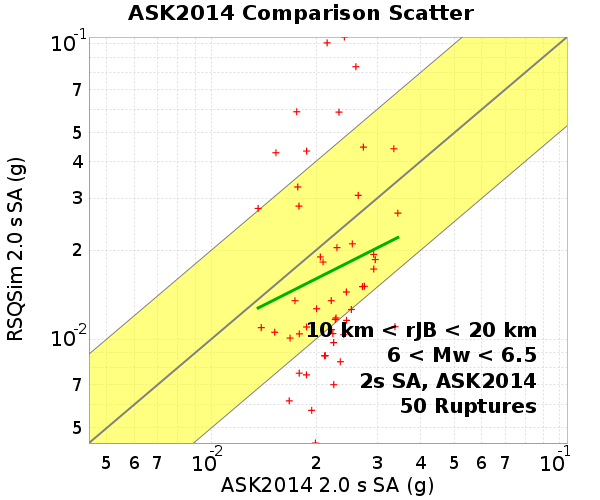 ASK2014 Comparison Scatter
RSQSim 2.0 s SA (g)
10⁻¹
7
5
4
3
2
10⁻²
7
5
10 km < rJB < 20 km
6 < Mw < 6.5
2s SA, ASK2014
50 Ruptures
5 6 7 10⁻² 2 3 4 5 6 7 10⁻¹
ASK2014 2.0 s SA (g)